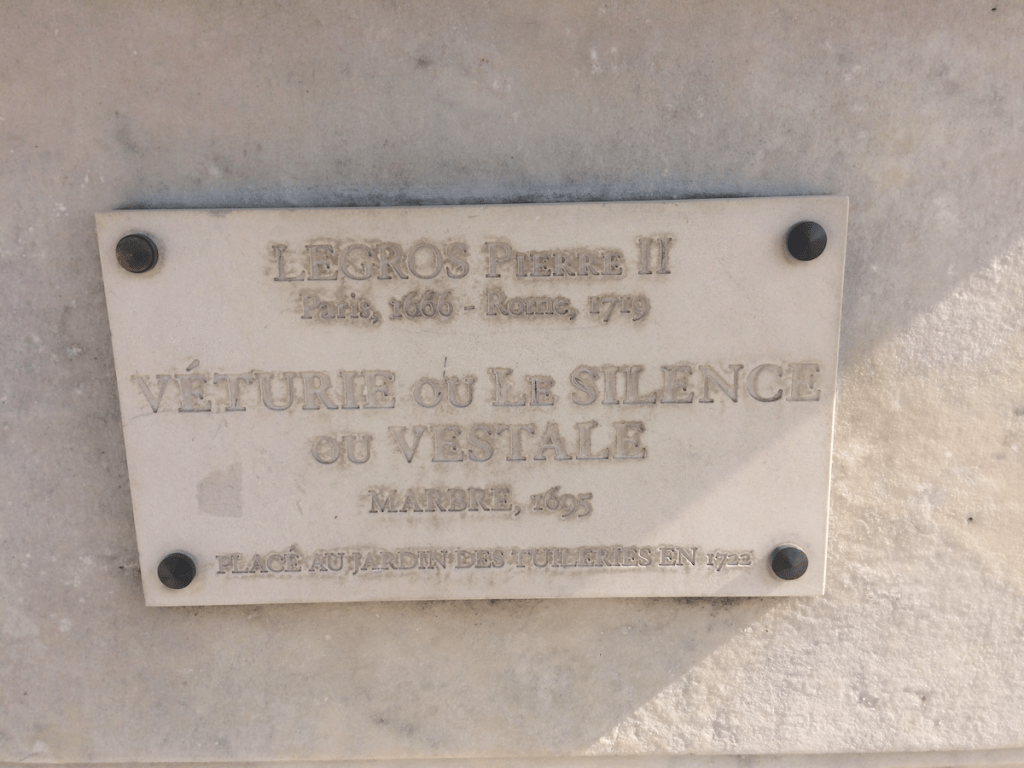 LEGROS PIERRE II
Paris, 1666 - Rome, 1719
VÉTURIE OU LE SILENCE
OU VESTALE
MARBRE, 1695
PLACÉ AU JARDIN DES TUILERIES EN 1722